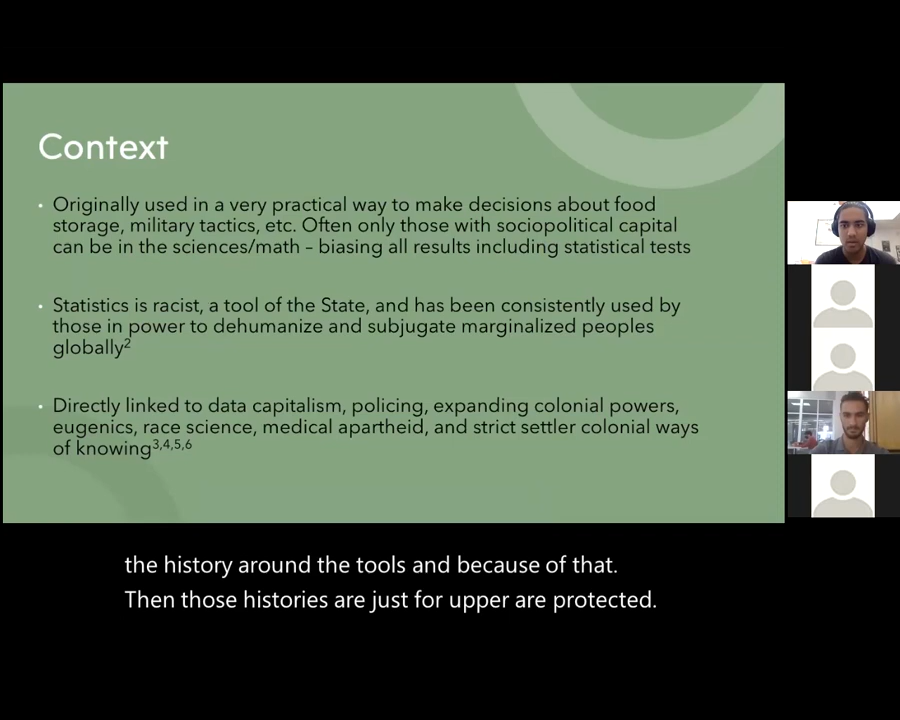 Context
• Originally used in a very practical way to make decisions about food
storage, military tactics, etc. Often only those with sociopolitical capital
can be in the sciences/math – biasing all results including statistical tests
• Statistics is racist, a tool of the State, and has been consistently used by
those in power to dehumanize and subjugate marginalized peoples
globally²
• Directly linked to data capitalism, policing, expanding colonial powers,
eugenics, race science, medical apartheid, and strict settler colonial ways
of knowing³,⁴,⁵,⁶
the history around the tools and because of that.
Then those histories are just for upper are protected.